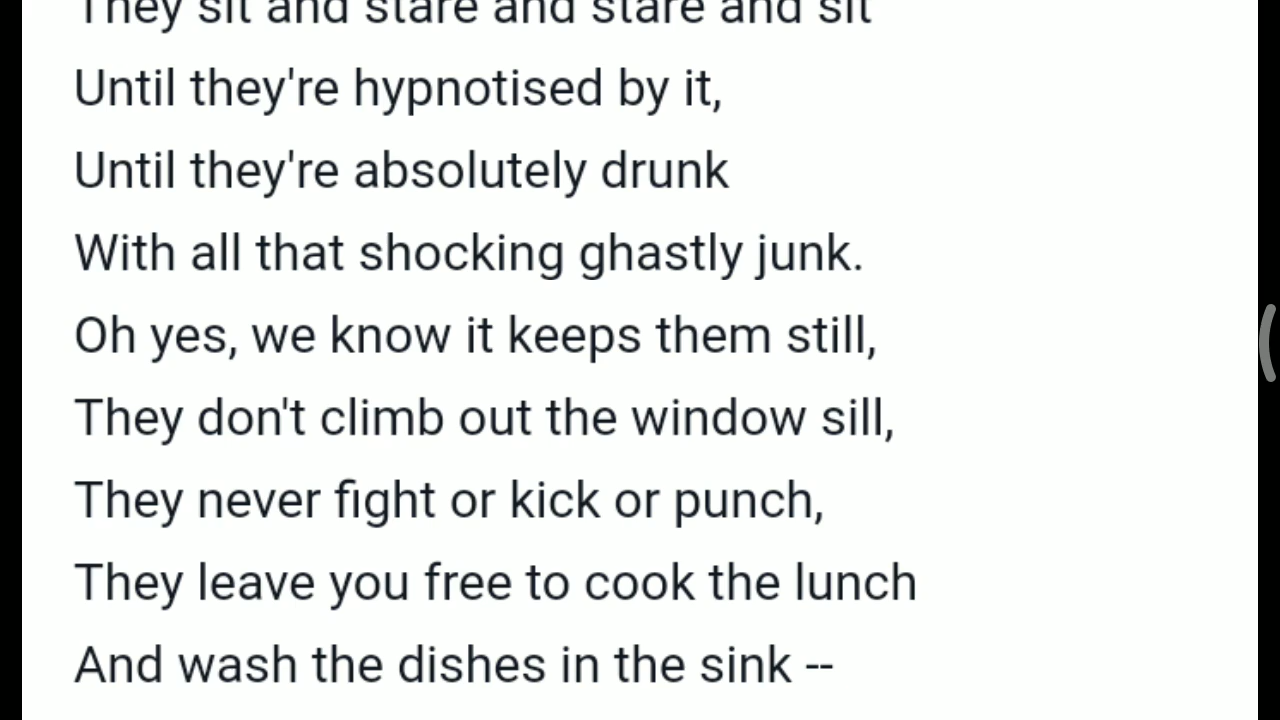 They sit and stare and stare and sit
Until they're hypnotised by it,
Until they're absolutely drunk
With all that shocking ghastly junk.
Oh yes, we know it keeps them still,
They don't climb out the window sill,
They never fight or kick or punch,
They leave you free to cook the lunch
And wash the dishes in the sink --